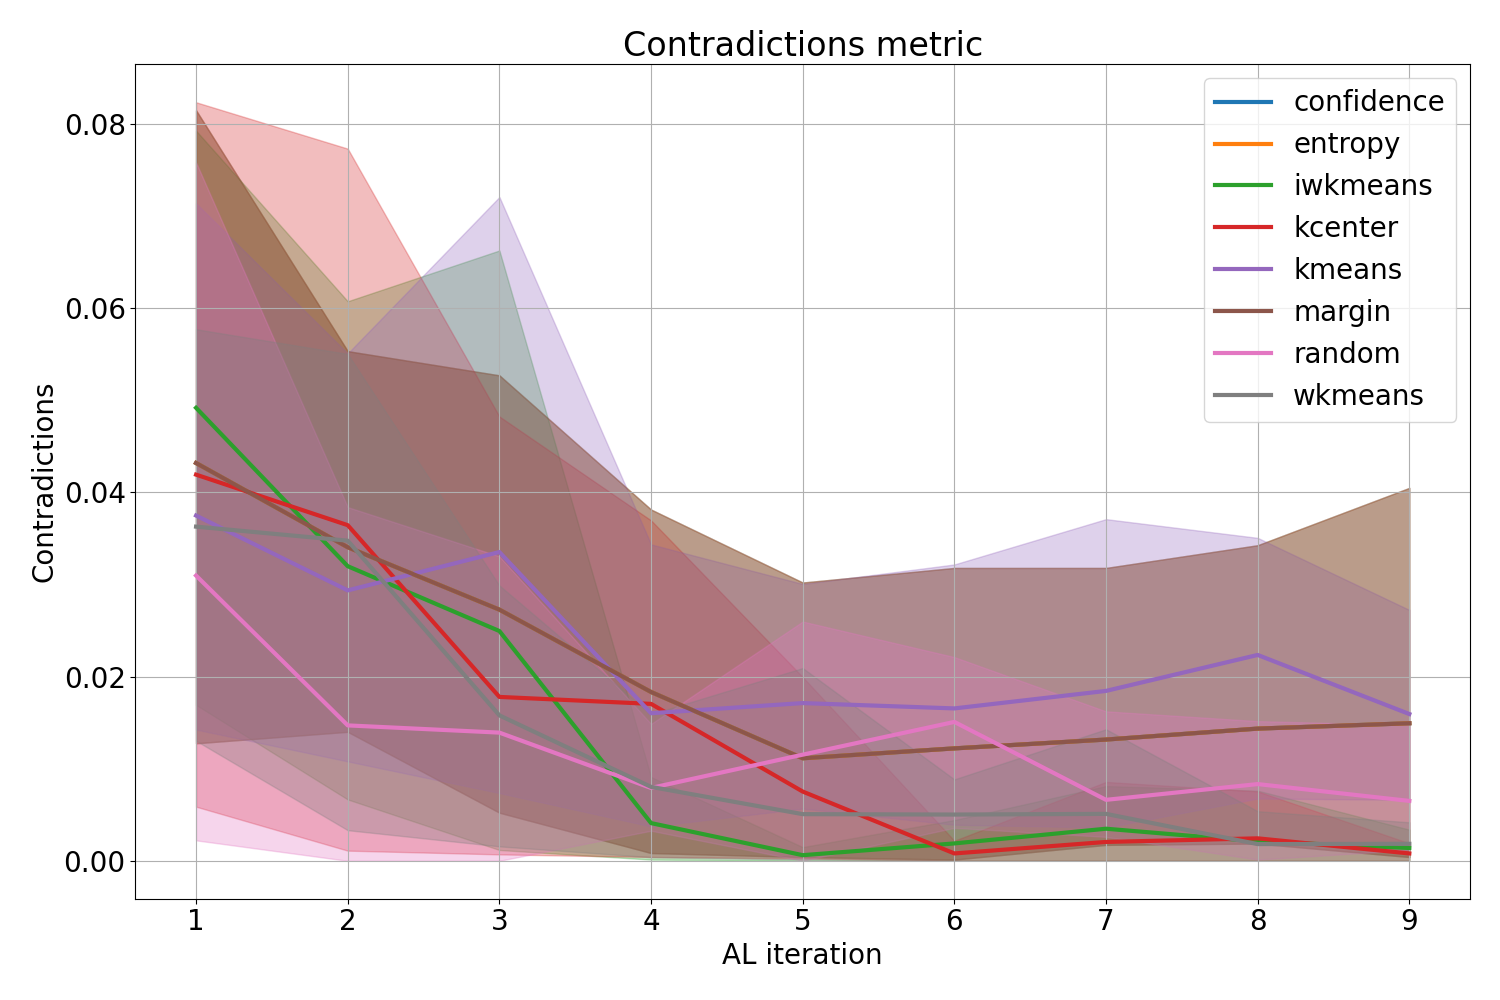 Contradictions metric
confidence
entropy
iwkmeans
kcenter
kmeans
margin
random
wkmeans
Contradictions
0.08
0.06
0.04
0.02
0.00
1 2 3 4 5 6 7 8 9
AL iteration